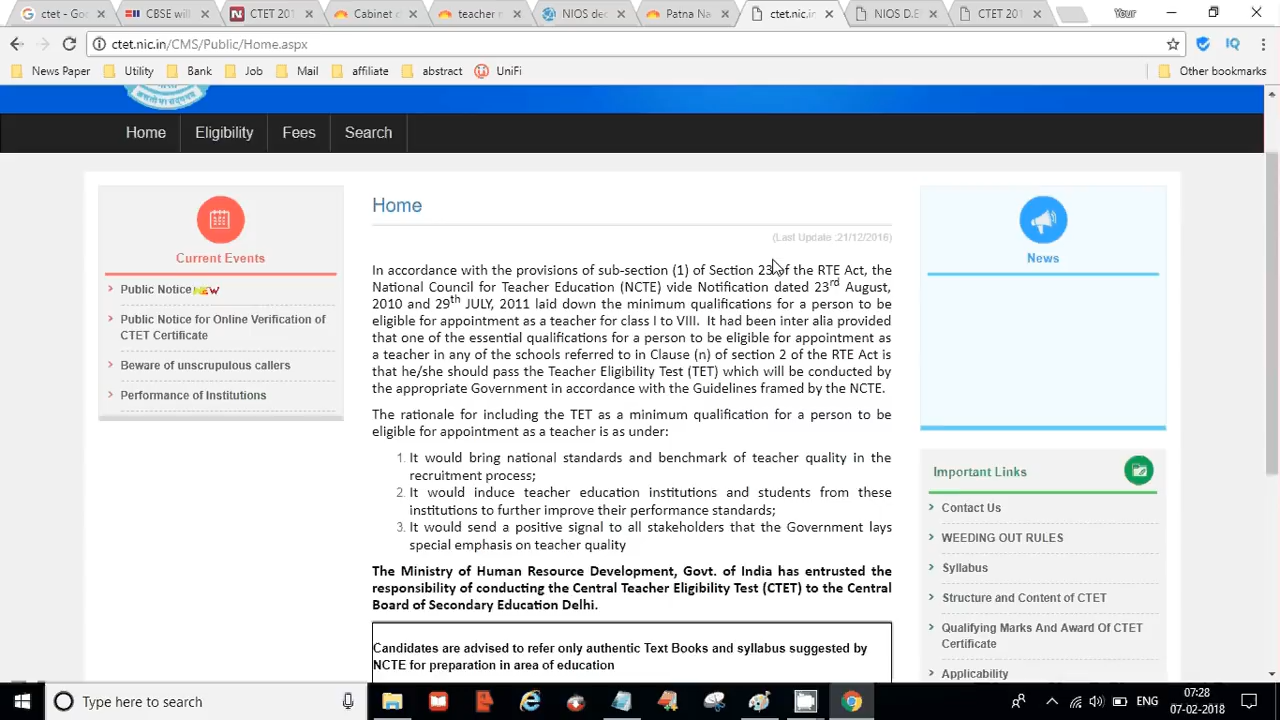 ctet - Goo
CBSE will
CTET 201
Cabinet c
teacher n
NIOS dec
Patna Na
ctet.nic.in
NIOS D.E
CTET 201
Your
ctet.nic.in/CMS/Public/Home.aspx
News Paper
Utility
Bank
Job
Mail
affiliate
abstract
UniFi
Other bookmarks
Home
Eligibility
Fees
Search
Current Events
Public Notice NEW
Public Notice for Online Verification of
CTET Certificate
Beware of unscrupulous callers
Performance of Institutions
Home
(Last Update :21/12/2016)
In accordance with the provisions of sub-section (1) of Section 23 of the RTE Act, the
National Council for Teacher Education (NCTE) vide Notification dated 23rd August,
2010 and 29th JULY, 2011 laid down the minimum qualifications for a person to be
eligible for appointment as a teacher for class I to VIII. It had been inter alia provided
that one of the essential qualifications for a person to be eligible for appointment as
a teacher in any of the schools referred to in Clause (n) of section 2 of the RTE Act is
that he/she should pass the Teacher Eligibility Test (TET) which will be conducted by
the appropriate Government in accordance with the Guidelines framed by the NCTE.
The rationale for including the TET as a minimum qualification for a person to be
eligible for appointment as a teacher is as under:
1. It would bring national standards and benchmark of teacher quality in the
recruitment process;
2. It would induce teacher education institutions and students from these
institutions to further improve their performance standards;
3. It would send a positive signal to all stakeholders that the Government lays
special emphasis on teacher quality
The Ministry of Human Resource Development, Govt. of India has entrusted the
responsibility of conducting the Central Teacher Eligibility Test (CTET) to the Central
Board of Secondary Education Delhi.
Candidates are advised to refer only authentic Text Books and syllabus suggested by
NCTE for preparation in area of education
News
Important Links
Contact Us
WEEDING OUT RULES
Syllabus
Structure and Content of CTET
Qualifying Marks And Award Of CTET
Certificate
Applicability
Type here to search
ENG
07:28
07-02-2018